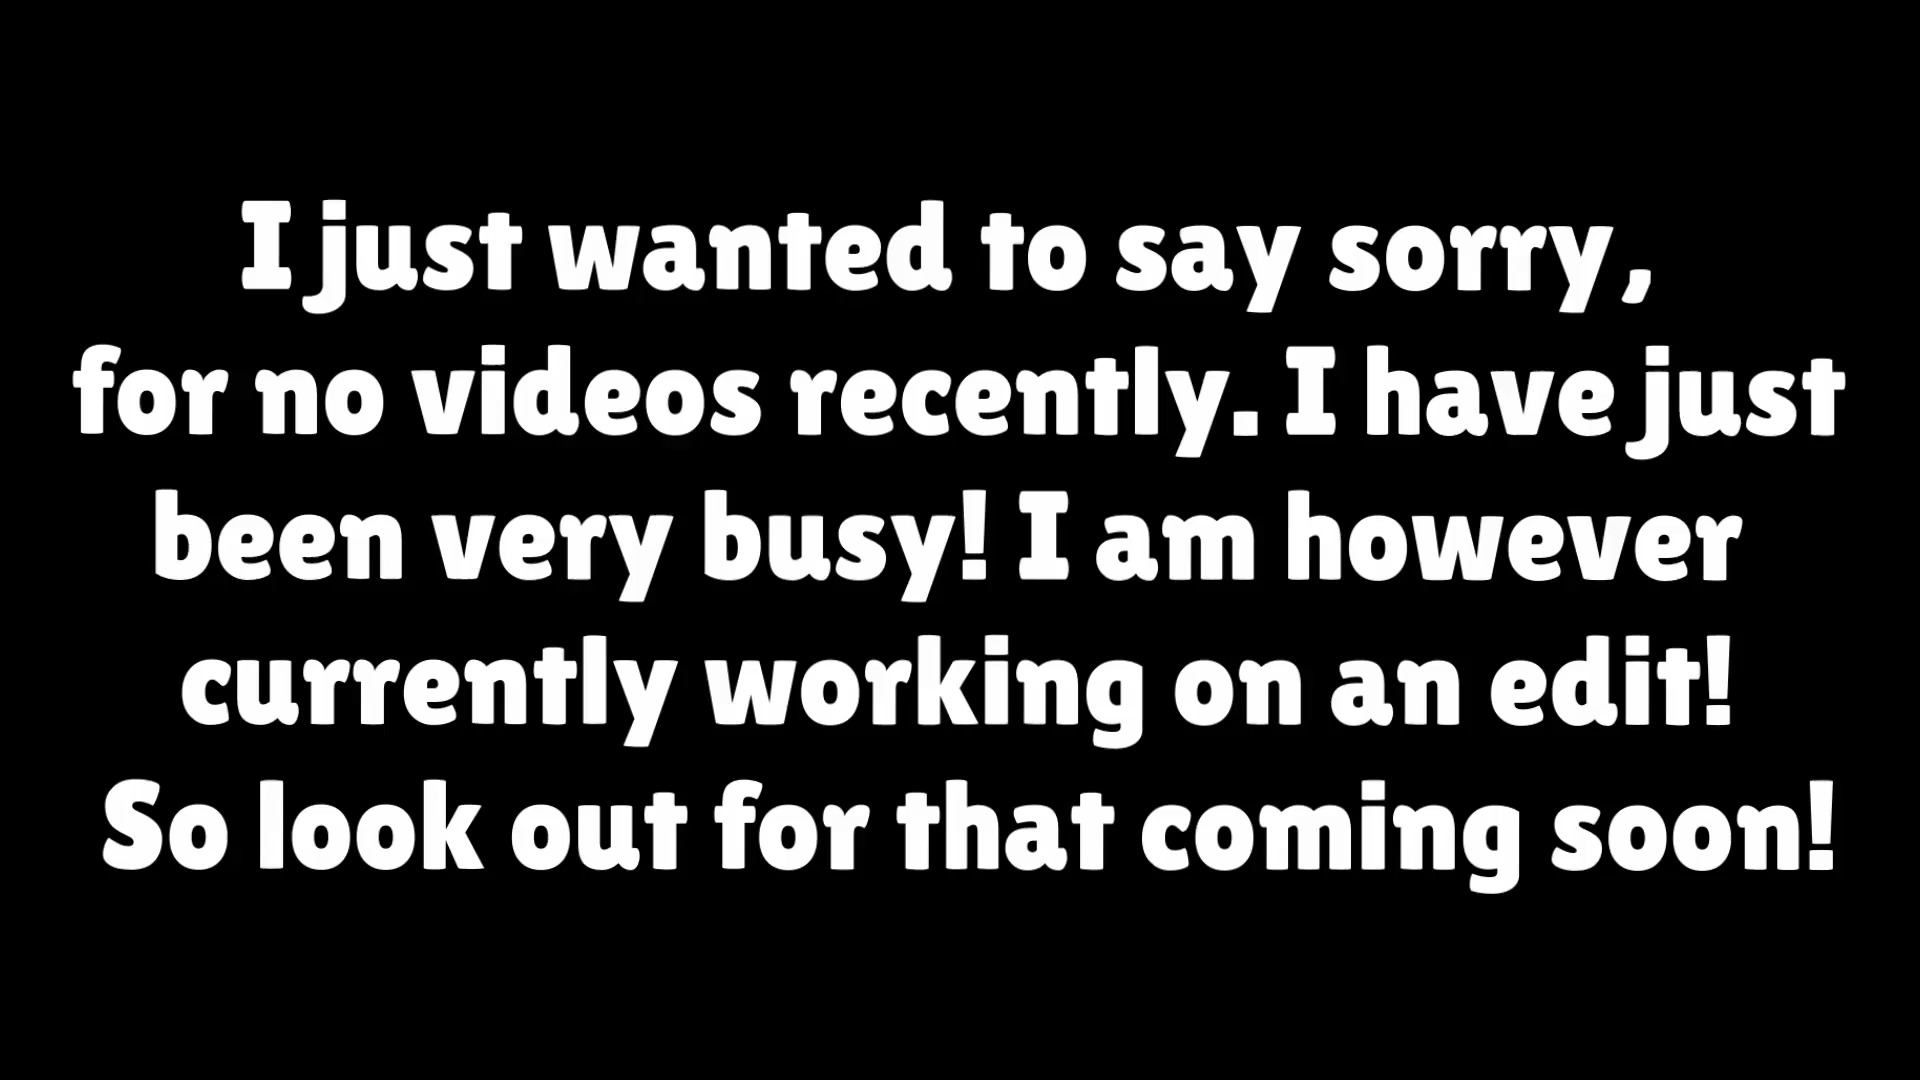 I just wanted to say sorry,
for no videos recently. I have just
been very busy! I am however
currently working on an edit!
So look out for that coming soon!